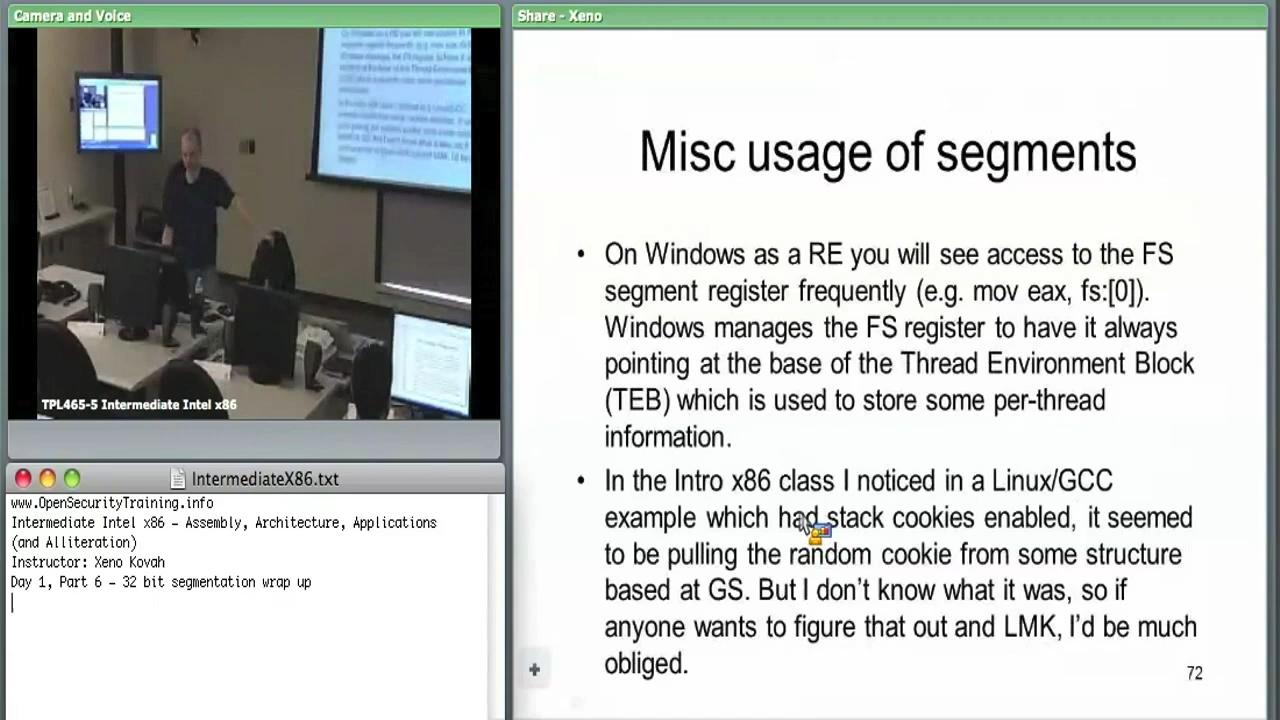 Camera and Voice
TPL465-5 Intermediate Intel x86
IntermediateX86.txt
www.OpenSecurityTraining.info
Intermediate Intel x86 – Assembly, Architecture, Applications
(and Alliteration)
Instructor: Xeno Kovah
Day 1, Part 6 – 32 bit segmentation wrap up
Share - Xeno
Misc usage of segments
• On Windows as a RE you will see access to the FS
segment register frequently (e.g. mov eax, fs:[0]).
Windows manages the FS register to have it always
pointing at the base of the Thread Environment Block
(TEB) which is used to store some per-thread
information.
• In the Intro x86 class I noticed in a Linux/GCC
example which had stack cookies enabled, it seemed
to be pulling the random cookie from some structure
based at GS. But I don't know what it was, so if
anyone wants to figure that out and LMK, I'd be much
obliged.
72